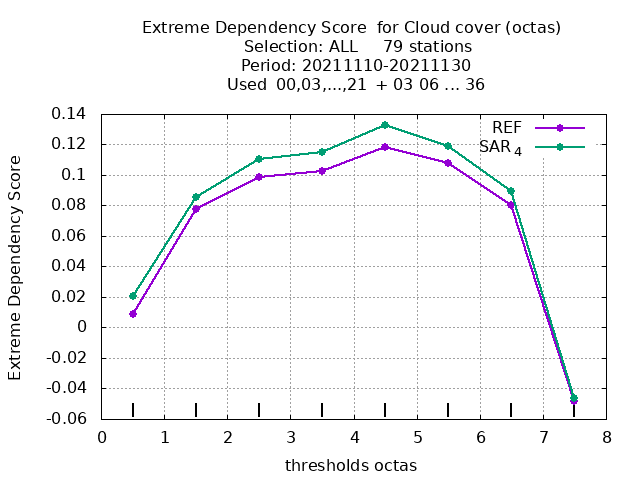 Extreme Dependency Score  for Cloud cover (octas)
Selection: ALL     79 stations
Period: 20211110-20211130
Used  00,03,...,21  + 03 06 ... 36
REF
SAR 4
0.14
0.12
0.1
0.08
0.06
0.04
0.02
0
-0.02
-0.04
-0.06
Extreme Dependency Score
0 1 2 3 4 5 6 7 8
thresholds octas